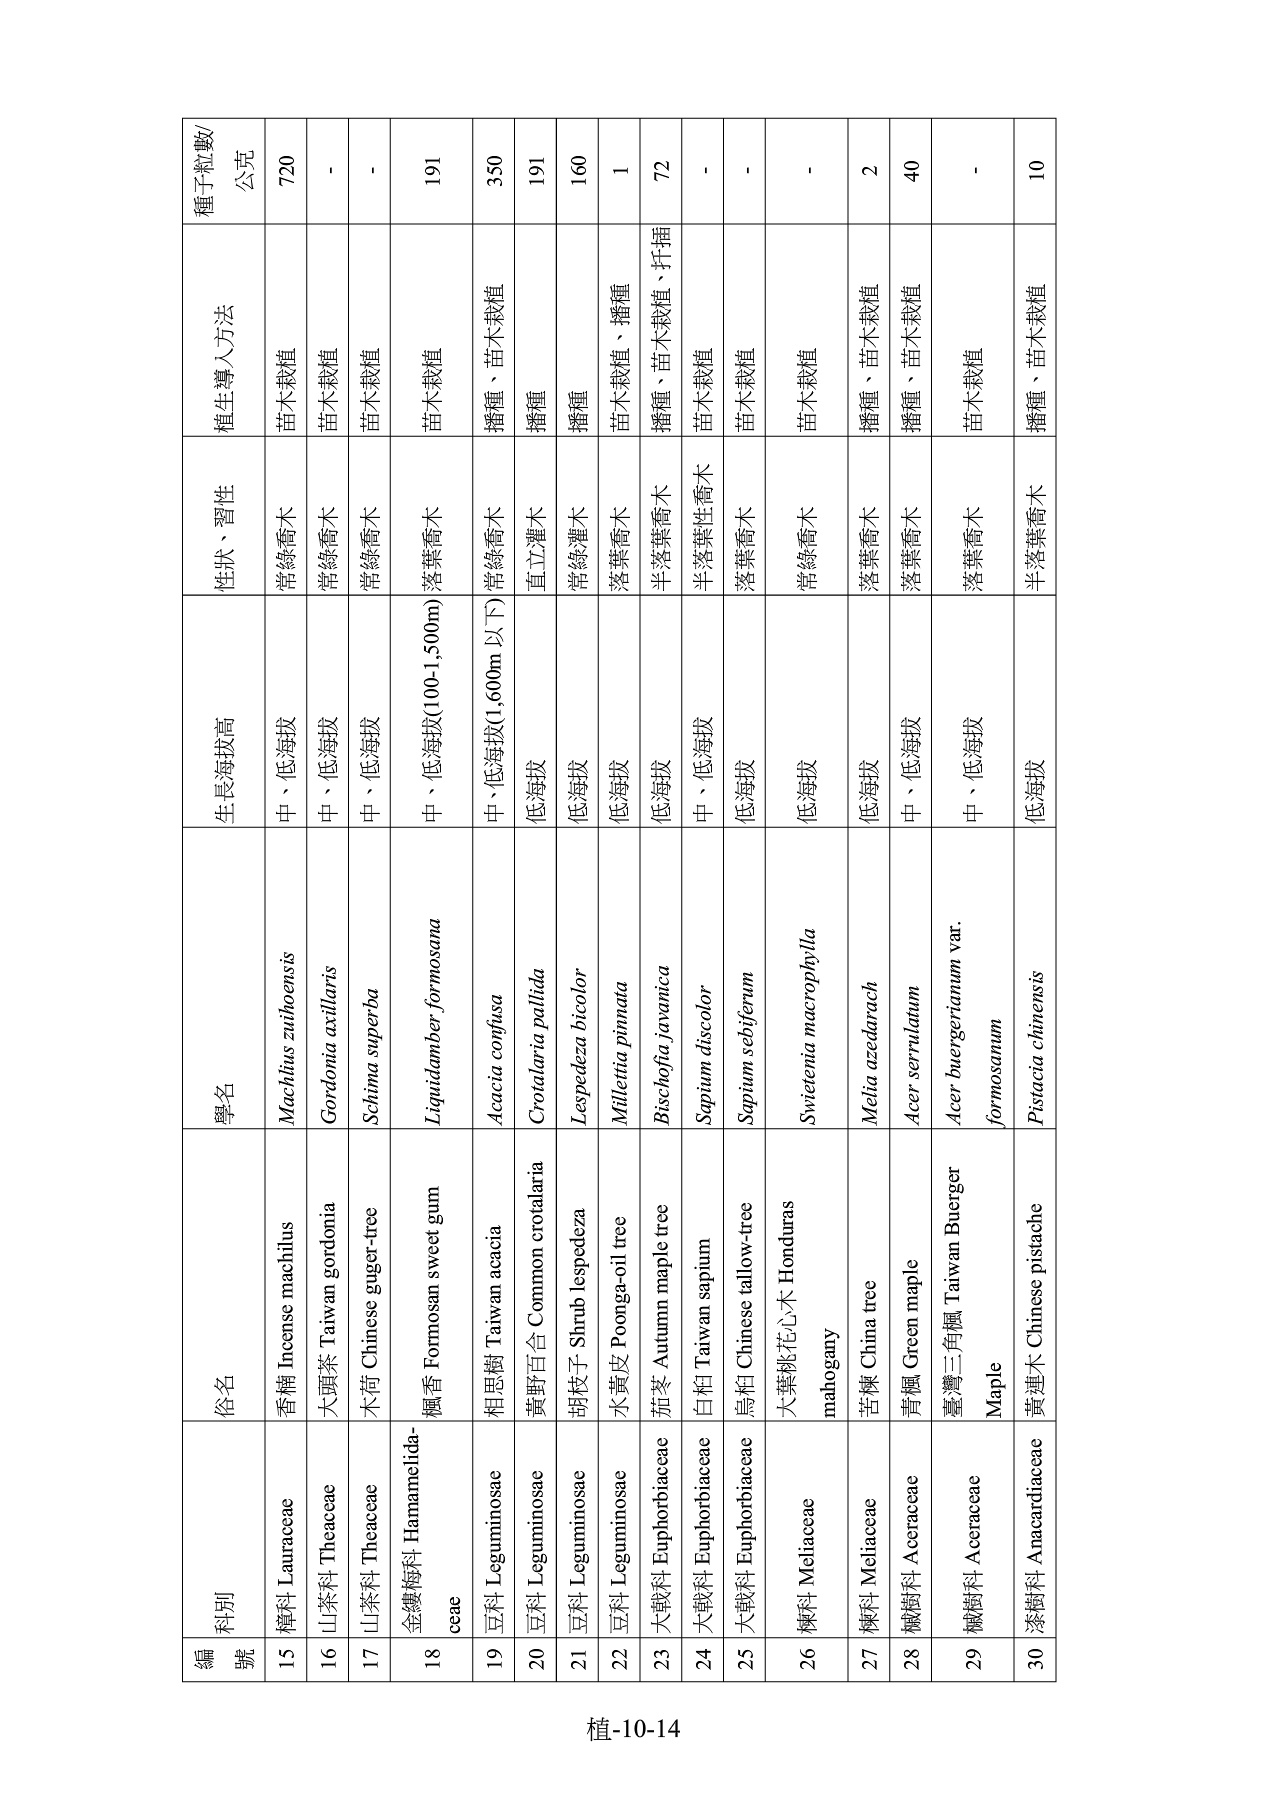 編號 科別 俗名 學名 生長海拔高 性狀、習性 植生導入方法 種子粒數/公克
15 樟科 Lauraceae 香楠 Incense machilus Machlius zuihoensis 中、低海拔 常綠喬木 苗木栽植 720
16 山茶科 Theaceae 大頭茶 Taiwan gordonia Gordonia axillaris 中、低海拔 常綠喬木 苗木栽植 -
17 山茶科 Theaceae 木荷 Chinese guger-tree Schima superba 中、低海拔 常綠喬木 苗木栽植 -
18 金縷梅科 Hamamelida-ceae 楓香 Formosan sweet gum Liquidamber formosana 中、低海拔(100-1,500m) 落葉喬木 苗木栽植 191
19 豆科 Leguminosae 相思樹 Taiwan acacia Acacia confusa 中、低海拔(1,600m 以下) 常綠喬木 播種、苗木栽植 350
20 豆科 Leguminosae 黃野百合 Common crotalaria Crotalaria pallida 低海拔 直立灌木 播種 191
21 豆科 Leguminosae 胡枝子 Shrub lespedeza Lespedeza bicolor 低海拔 常綠灌木 播種 160
22 豆科 Leguminosae 水黃皮 Poonga-oil tree Millettia pinnata 低海拔 落葉喬木 苗木栽植、播種 1
23 大戟科 Euphorbiaceae 茄苳 Autumn maple tree Bischofia javanica 低海拔 半落葉喬木 播種、苗木栽植、扦插 72
24 大戟科 Euphorbiaceae 白桕 Taiwan sapium Sapium discolor 中、低海拔 半落葉性喬木 苗木栽植 -
25 大戟科 Euphorbiaceae 烏桕 Chinese tallow-tree Sapium sebiferum 低海拔 落葉喬木 苗木栽植 -
26 楝科 Meliaceae 大葉桃花心木 Honduras mahogany Swietenia macrophylla 低海拔 常綠喬木 苗木栽植 -
27 楝科 Meliaceae 苦楝 China tree Melia azedarach 低海拔 落葉喬木 播種、苗木栽植 2
28 槭樹科 Aceraceae 青楓 Green maple Acer serrulatum 中、低海拔 落葉喬木 播種、苗木栽植 40
29 槭樹科 Aceraceae 臺灣三角楓 Taiwan Buerger Maple Acer buergerianum var. formosanum 中、低海拔 落葉喬木 苗木栽植 -
30 漆樹科 Anacardiaceae 黃連木 Chinese pistache Pistacia chinensis 低海拔 半落葉喬木 播種、苗木栽植 10
植-10-14